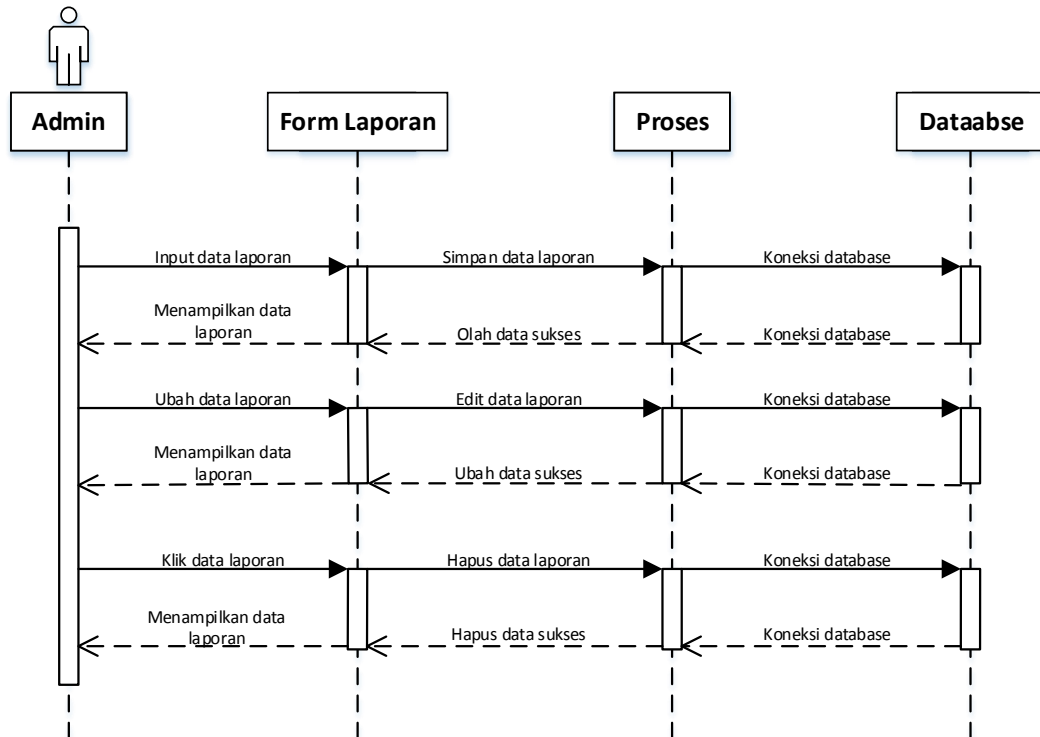 Admin
Form Laporan
Proses
Dataabse
Input data laporan
Simpan data laporan
Koneksi database
Menampilkan data
laporan
Olah data sukses
Koneksi database
Ubah data laporan
Edit data laporan
Koneksi database
Menampilkan data
laporan
Ubah data sukses
Koneksi database
Klik data laporan
Hapus data laporan
Koneksi database
Menampilkan data
laporan
Hapus data sukses
Koneksi database